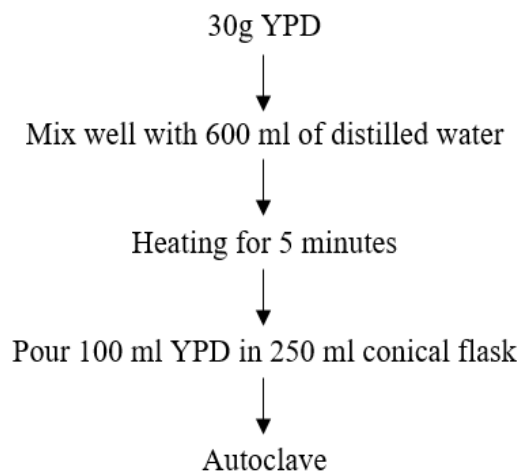 30g YPD
Mix well with 600 ml of distilled water
Heating for 5 minutes
Pour 100 ml YPD in 250 ml conical flask
Autoclave